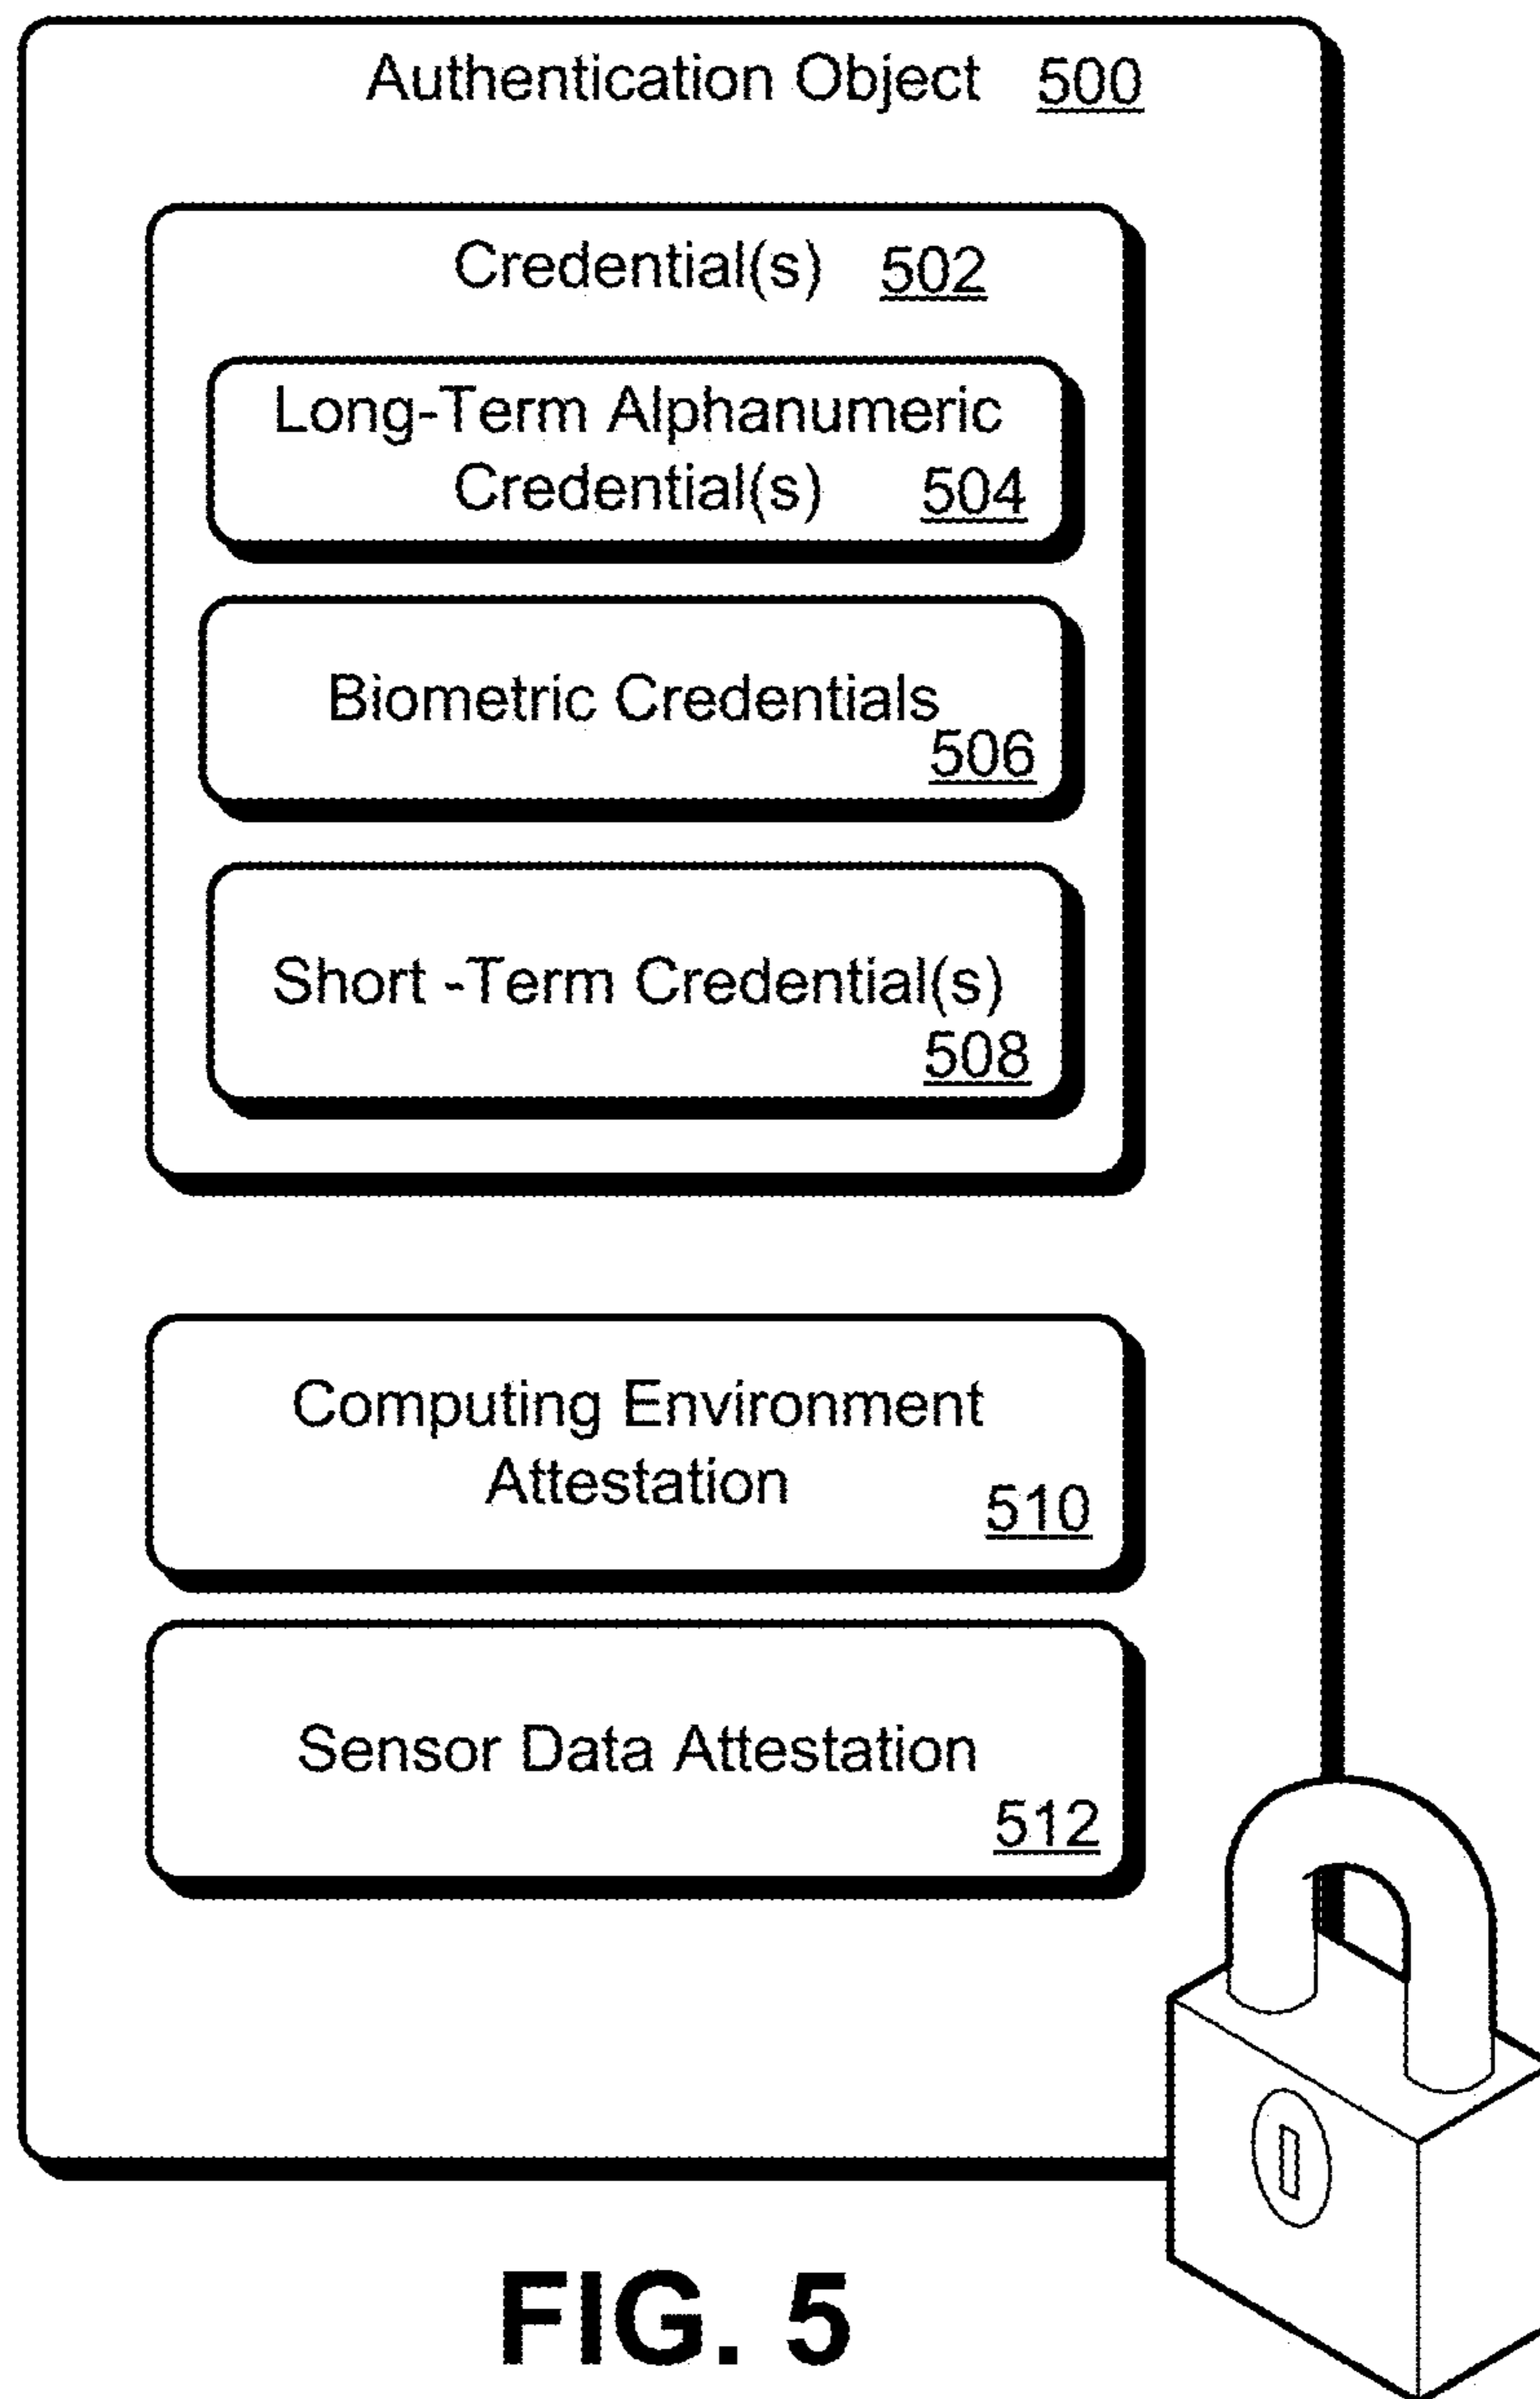 Authentication Object 500
Credential(s) 502
Long-Term Alphanumeric
Credential(s) 504
Biometric Credentials
506
Short -Term Credential(s)
508
Computing Environment
Attestation
510
Sensor Data Attestation
512
FIG. 5